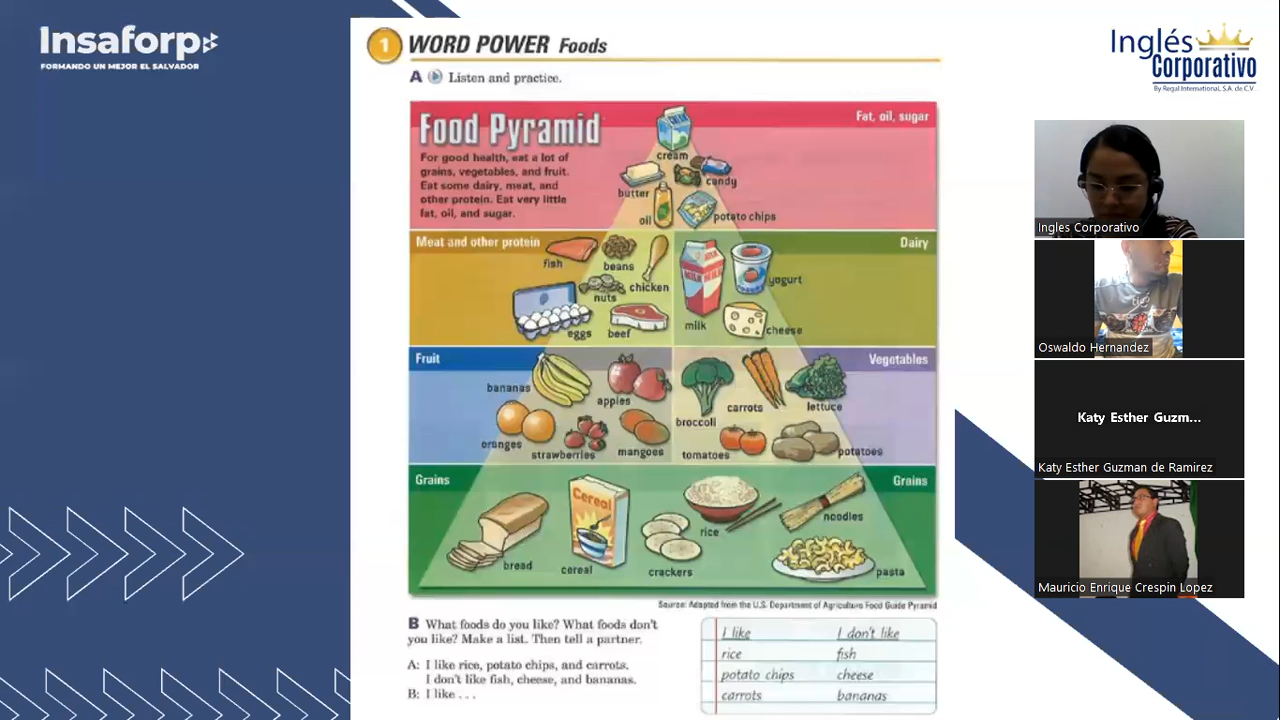 Insaforp
FORMANDO UN MEJOR EL SALVADOR
1 WORD POWER Foods
A Listen and practice.
Food Pyramid
For good health, eat a lot of
grains, vegetables, and fruit.
Eat some dairy, meat, and
other protein. Eat very little
fat, oil, and sugar.
Fat, oil, sugar
cream
butter
candy
oil
potato chips
Meat and other protein
fish
beans
chicken
nuts
eggs
beef
Dairy
yogurt
milk
cheese
Fruit
bananas
apples
oranges
strawberries
mangoes
Vegetables
broccoli
carrots
lettuce
tomatoes
potatoes
Grains
Grains
bread
Cereal
cereal
crackers
rice
noodles
pasta
Source: Adapted from the U.S. Department of Agriculture Food Guide Pyramid
B What foods do you like? What foods don't
you like? Make a list. Then tell a partner.
A: I like rice, potato chips, and carrots.
I don't like fish, cheese, and bananas.
B: I like . . .
I like I don't like
rice fish
potato chips cheese
carrots bananas
Inglés
Corporativo
By Regal International, S.A. de C.V.
Ingles Corporativo
Oswaldo Hernandez
Katy Esther Guzm...
Katy Esther Guzman de Ramirez
Mauricio Enrique Crespin Lopez